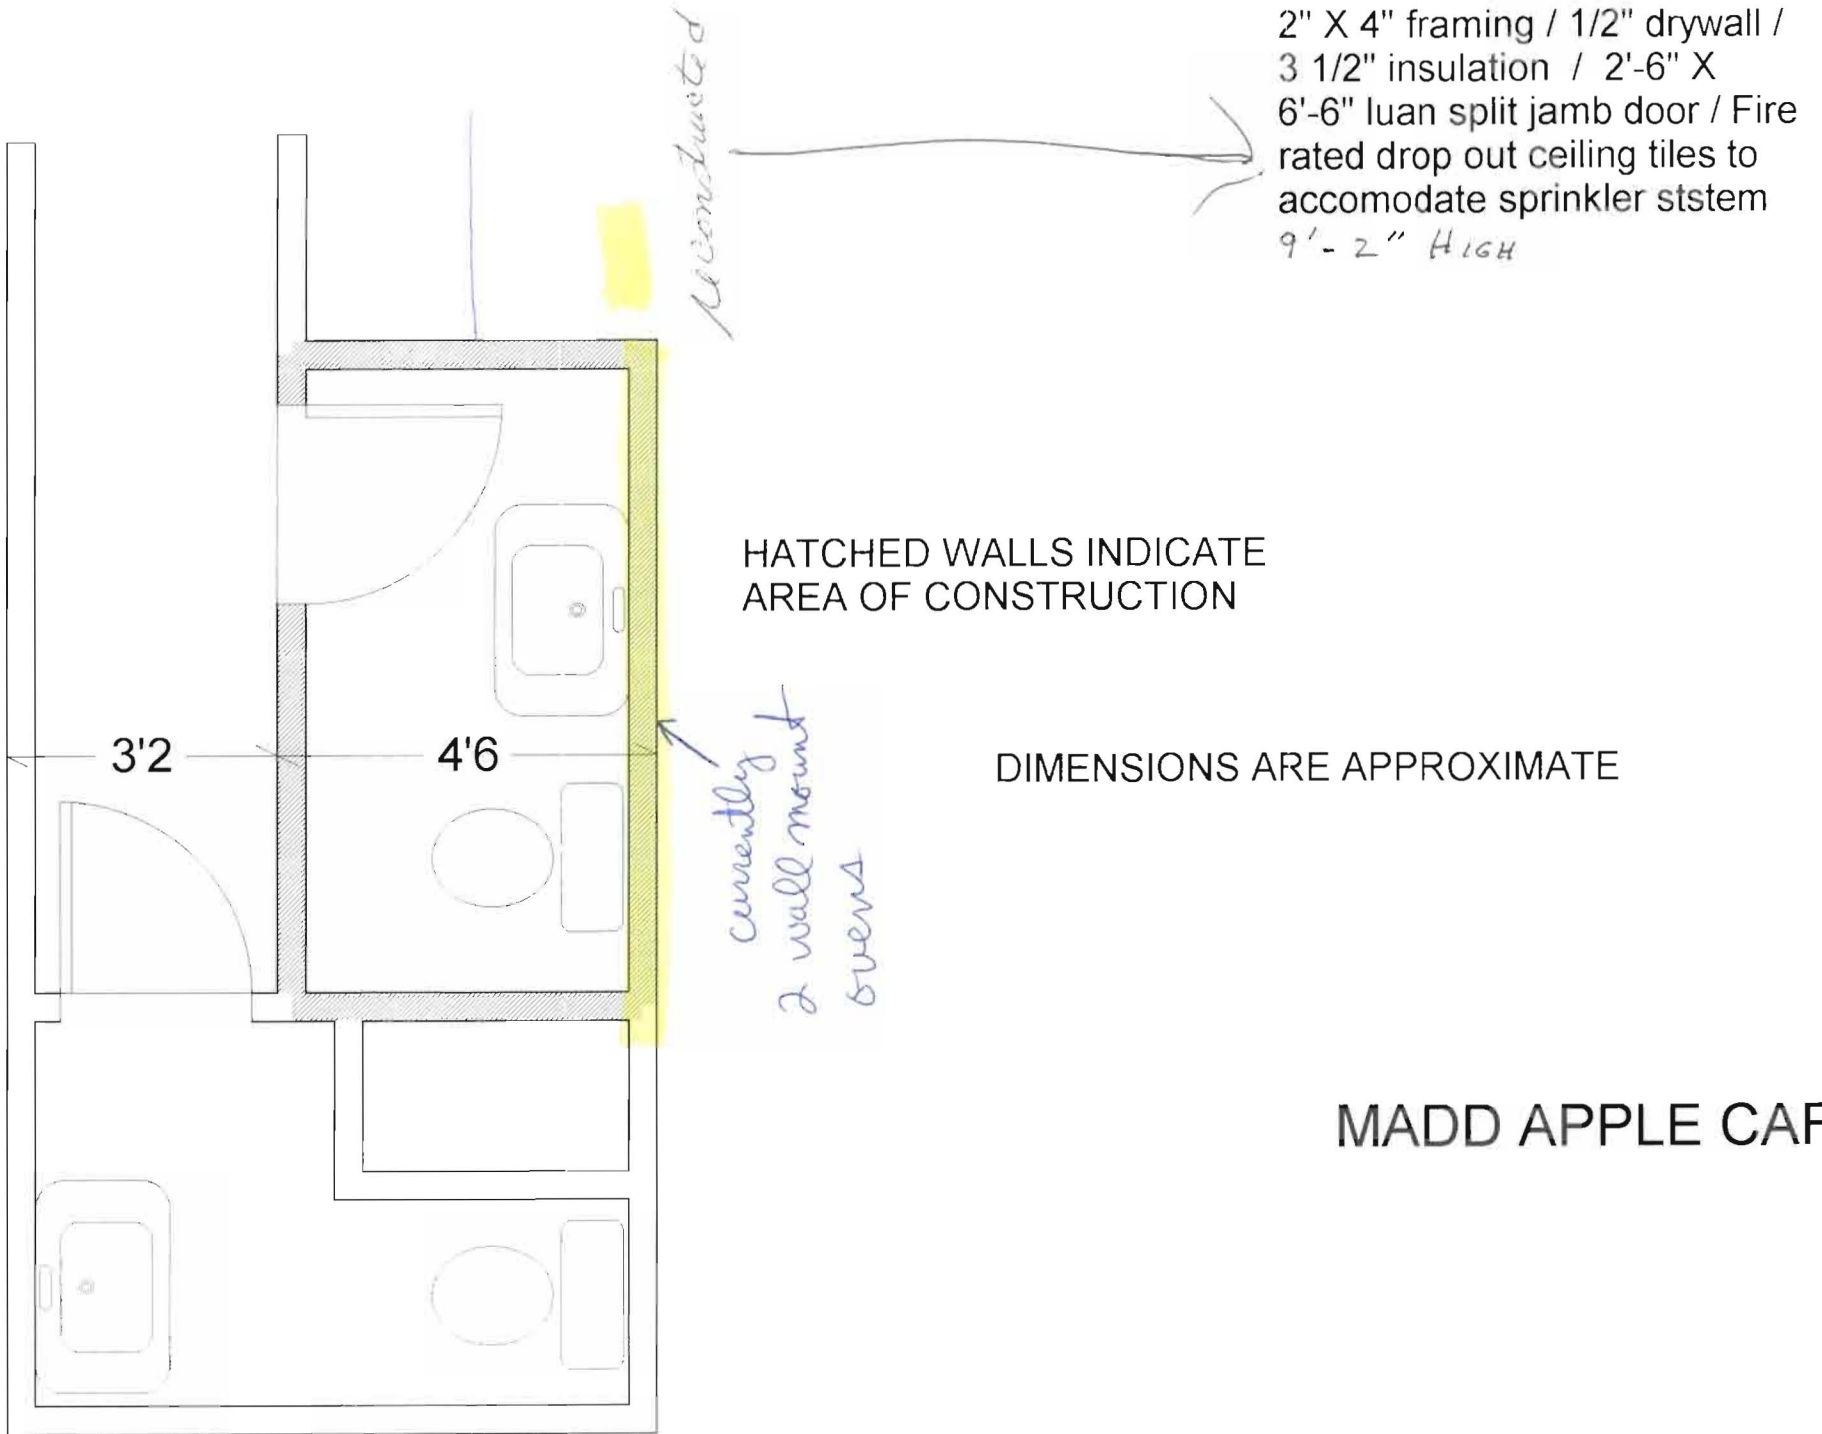 2" X 4" framing / 1/2" drywall /
3 1/2" insulation / 2'-6" X
6'-6" luan split jamb door / Fire
rated drop out ceiling tiles to
accomodate sprinkler ststem
9'-2" HIGH
reconstructed
HATCHED WALLS INDICATE
AREA OF CONSTRUCTION
3'2
4'6
currently
2 wall mount
ovens
DIMENSIONS ARE APPROXIMATE
MADD APPLE CAF